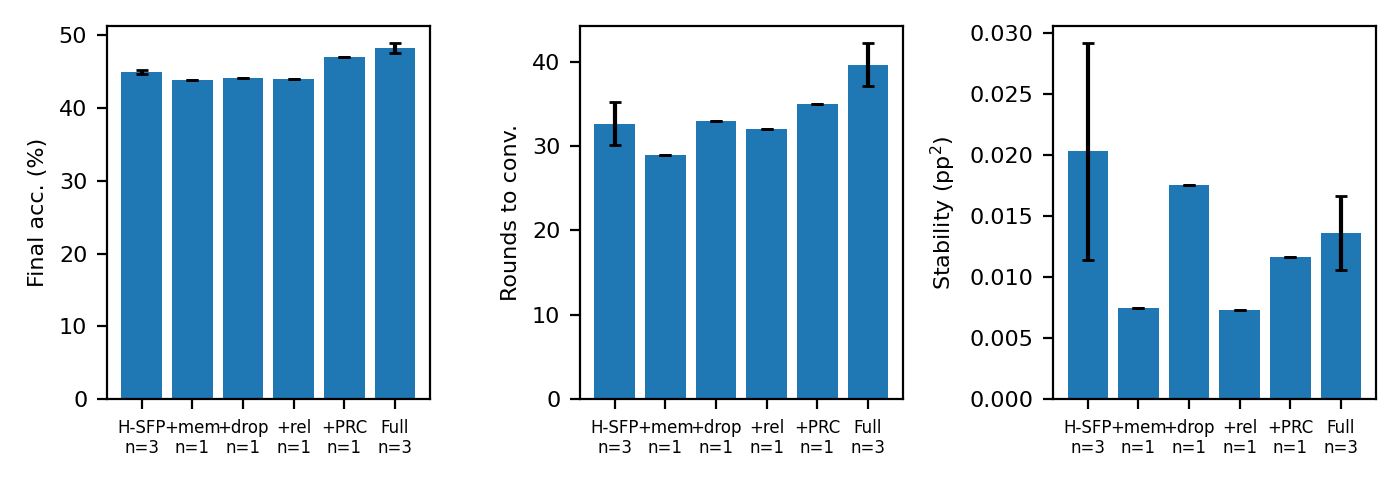 50
40
30
20
10
0
Final acc. (%)
H-SFP +mem +drop +rel +PRC Full
n=3 n=1 n=1 n=1 n=1 n=3
40
30
20
10
0
Rounds to conv.
H-SFP +mem +drop +rel +PRC Full
n=3 n=1 n=1 n=1 n=1 n=3
0.030
0.025
0.020
0.015
0.010
0.005
0.000
Stability (pp²)
H-SFP +mem +drop +rel +PRC Full
n=3 n=1 n=1 n=1 n=1 n=3